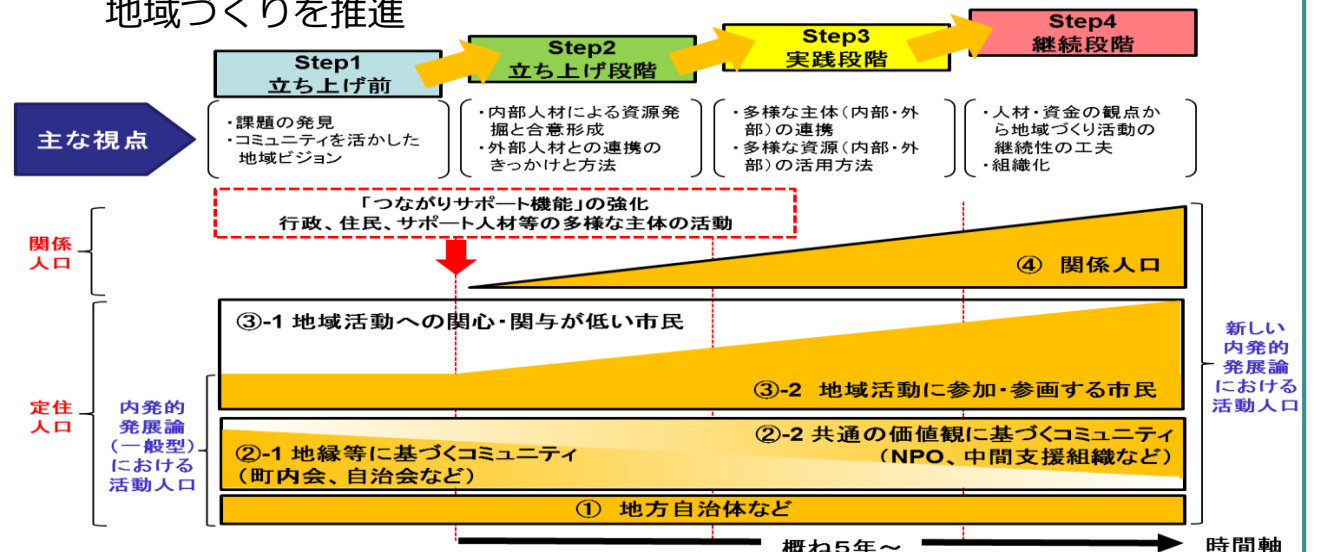 地域づくりを推進
Step1
立ち上げ前
Step2
立ち上げ段階
Step3
実践段階
Step4
継続段階
主な視点
・課題の発見
・コミュニティを活かした
地域ビジョン
・内部人材による資源発
掘と合意形成
・外部人材との連携の
きっかけと方法
・多様な主体(内部・外
部)の連携
・多様な資源(内部・外
部)の活用方法
・人材・資金の観点か
ら地域づくり活動の
継続性の工夫
・組織化
「つながりサポート機能」の強化
行政、住民、サポート人材等の多様な主体の活動
関係
人口
④ 関係人口
③-1 地域活動への関心・関与が低い市民
③-2 地域活動に参加・参画する市民
定住
人口
内発的
発展論
(一般型)
における
活動人口
②-1 地縁等に基づくコミュニティ
(町内会、自治会など)
②-2 共通の価値観に基づくコミュニティ
(NPO、中間支援組織など)
① 地方自治体など
新しい
内発的
発展論
における
活動人口
概ね5年~
時間軸